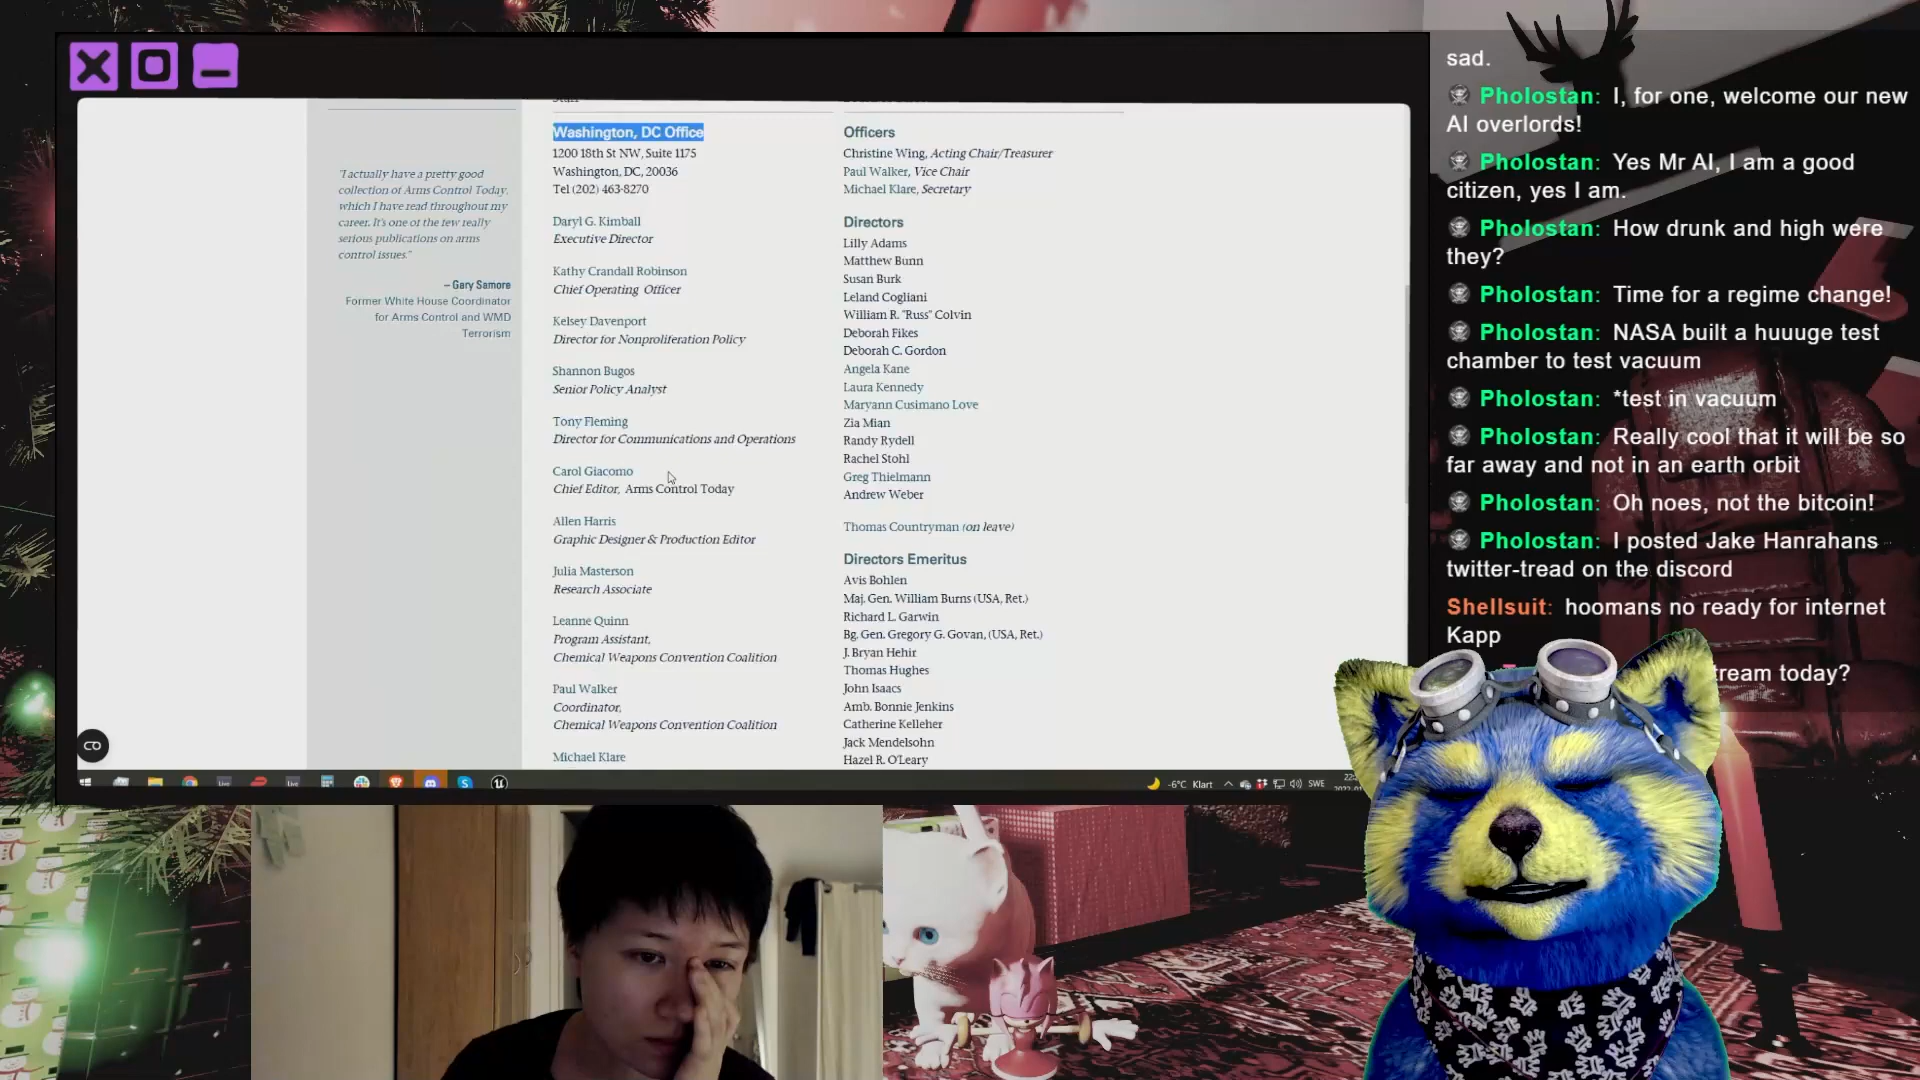 Washington, DC Office
1200 18th St NW, Suite 1175
Washington, DC, 20036
Tel (202) 463-8270
"I actually have a pretty good
collection of Arms Control Today,
which I have read throughout my
career. It's one of the few really
serious publications on arms
control issues."
– Gary Samore
Former White House Coordinator
for Arms Control and WMD
Terrorism
Daryl G. Kimball
Executive Director
Kathy Crandall Robinson
Chief Operating Officer
Kelsey Davenport
Director for Nonproliferation Policy
Shannon Bugos
Senior Policy Analyst
Tony Fleming
Director for Communications and Operations
Carol Giacomo
Chief Editor, Arms Control Today
Allen Harris
Graphic Designer & Production Editor
Julia Masterson
Research Associate
Leanne Quinn
Program Assistant,
Chemical Weapons Convention Coalition
Paul Walker
Coordinator,
Chemical Weapons Convention Coalition
Michael Klare
Officers
Christine Wing, Acting Chair/Treasurer
Paul Walker, Vice Chair
Michael Klare, Secretary
Directors
Lilly Adams
Matthew Bunn
Susan Burk
Leland Cogliani
William R. "Russ" Colvin
Deborah Fikes
Deborah C. Gordon
Angela Kane
Laura Kennedy
Maryann Cusimano Love
Zia Mian
Randy Rydell
Rachel Stohl
Greg Thielmann
Andrew Weber
Thomas Countryman (on leave)
Directors Emeritus
Avis Bohlen
Maj. Gen. William Burns (USA, Ret.)
Richard L. Garwin
Bg. Gen. Gregory G. Govan, (USA, Ret.)
J. Bryan Hehir
Thomas Hughes
John Isaacs
Amb. Bonnie Jenkins
Catherine Kelleher
Jack Mendelsohn
Hazel R. O'Leary
-6°C Klart
SWE
sad.
Pholostan: I, for one, welcome our new
AI overlords!
Pholostan: Yes Mr AI, I am a good
citizen, yes I am.
Pholostan: How drunk and high were
they?
Pholostan: Time for a regime change!
Pholostan: NASA built a huuuge test
chamber to test vacuum
Pholostan: *test in vacuum
Pholostan: Really cool that it will be so
far away and not in an earth orbit
Pholostan: Oh noes, not the bitcoin!
Pholostan: I posted Jake Hanrahans
twitter-tread on the discord
Shellsuit: hoomans no ready for internet
Kapp
today?